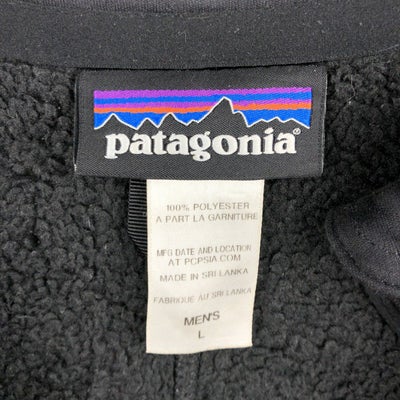 patagonia®
100% POLYESTER
A PART LA GARNITURE
MFG DATE AND LOCATION
AT PCPSIA.COM
MADE IN SRI LANKA
FABRIQUE AU SRI LANKA
MEN'S
L